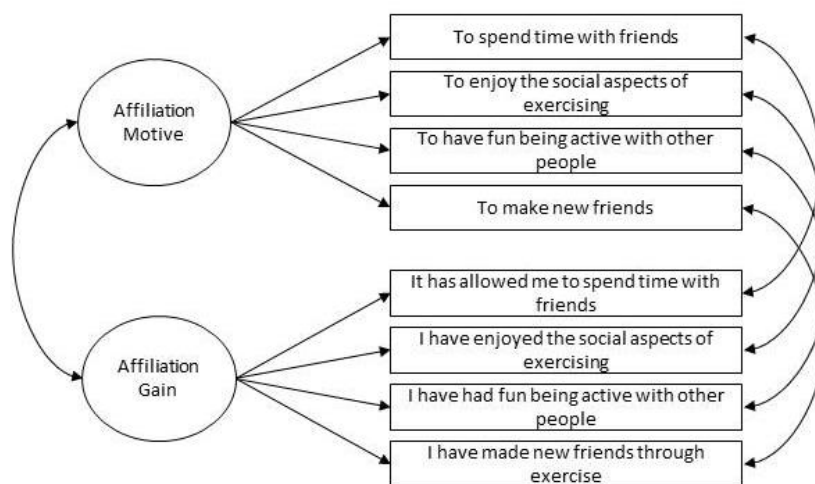 To spend time with friends
To enjoy the social aspects of
exercising
Affiliation
Motive
To have fun being active with other
people
To make new friends
It has allowed me to spend time with
friends
I have enjoyed the social aspects of
exercising
Affiliation
Gain
I have had fun being active with other
people
I have made new friends through
exercise